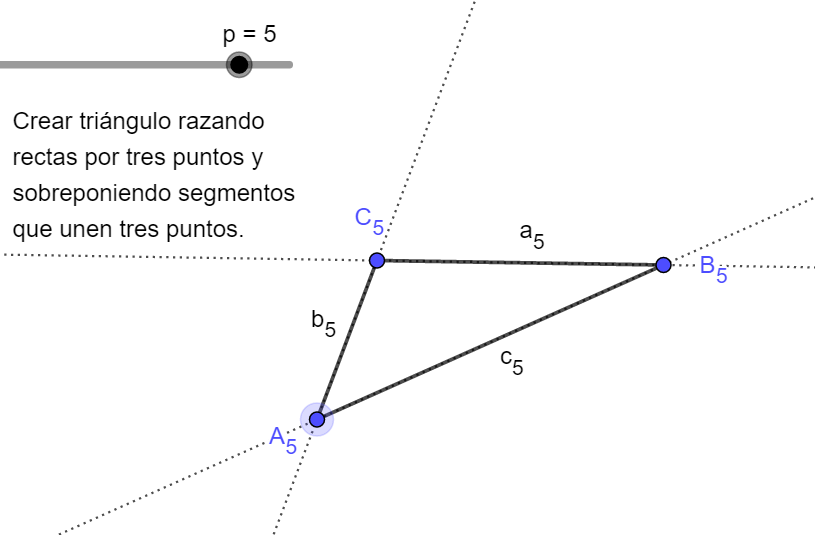 p = 5
Crear triángulo razando
rectas por tres puntos y
sobreponiendo segmentos
que unen tres puntos.
C₅
a₅
B₅
b₅
c₅
A₅